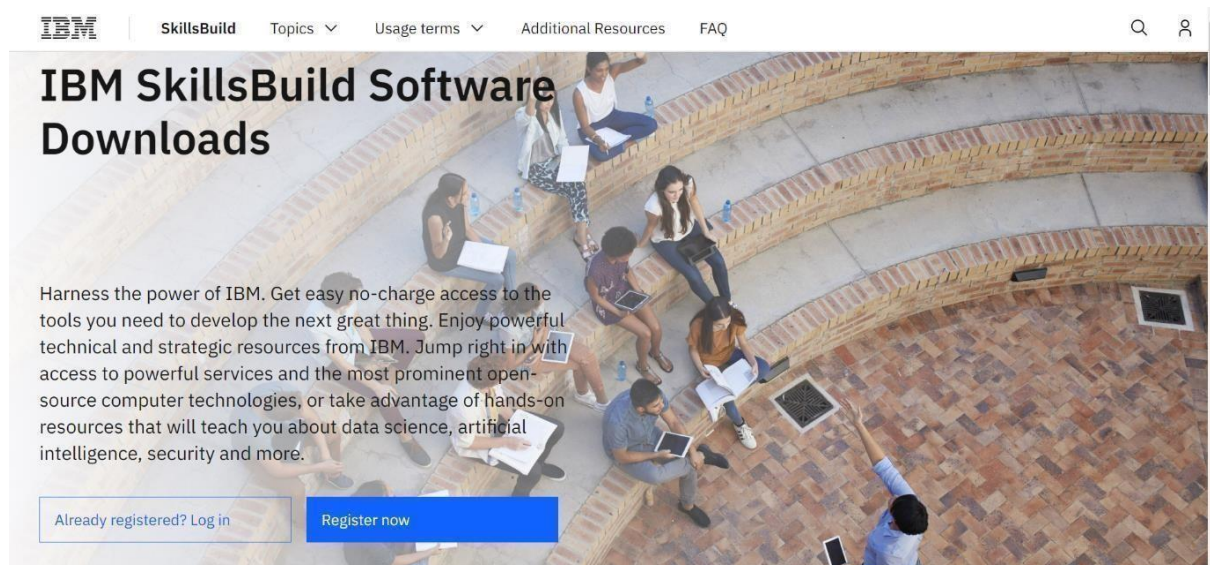 IBM SkillsBuild Topics Usage terms Additional Resources FAQ
IBM SkillsBuild Software
Downloads
Harness the power of IBM. Get easy no-charge access to the
tools you need to develop the next great thing. Enjoy powerful
technical and strategic resources from IBM. Jump right in with
access to powerful services and the most prominent open-
source computer technologies, or take advantage of hands-on
resources that will teach you about data science, artificial
intelligence, security and more.
Already registered? Log in Register now